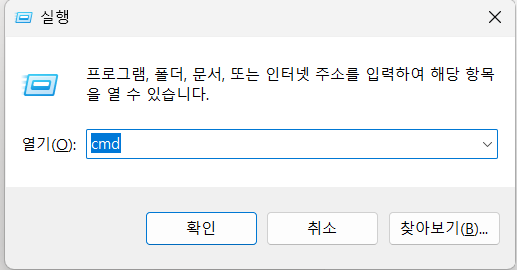 실행
프로그램, 폴더, 문서, 또는 인터넷 주소를 입력하여 해당 항목
을 열 수 있습니다.
열기(O): cmd
확인 취소 찾아보기(B)...